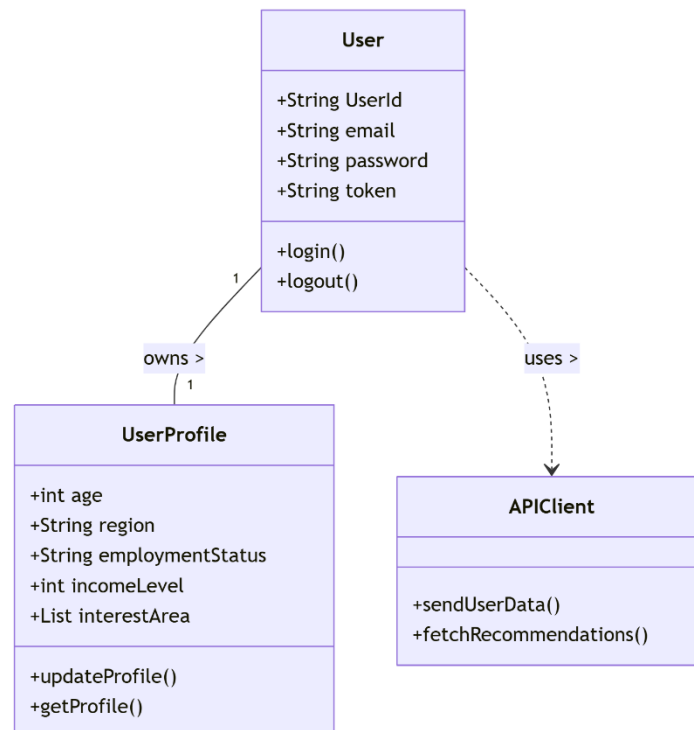 User
+String UserId
+String email
+String password
+String token
+login()
+logout()
1
owns >
1
uses >
UserProfile
+int age
+String region
+String employmentStatus
+int incomeLevel
+List interestArea
+updateProfile()
+getProfile()
APIClient
+sendUserData()
+fetchRecommendations()